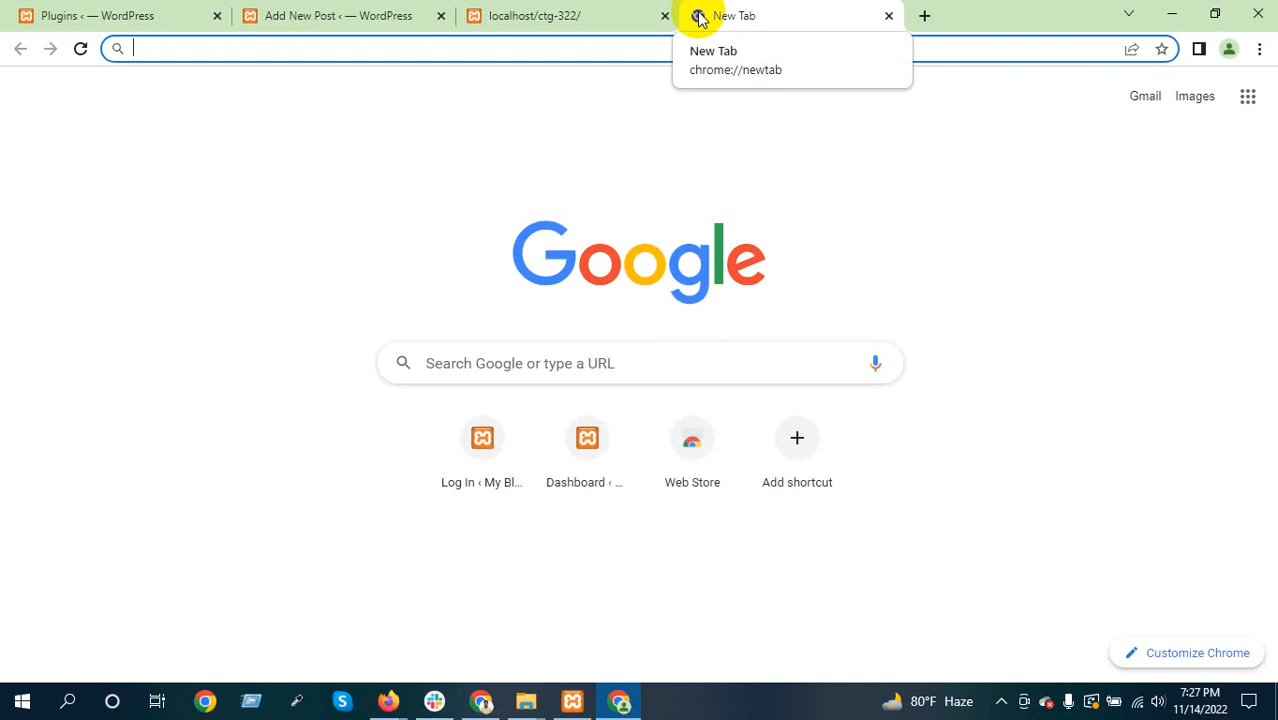 Plugins ‹ — WordPress
Add New Post ‹ — WordPress
localhost/ctg-322/
New Tab
New Tab
chrome://newtab
Gmail
Images
Google
Search Google or type a URL
Log In ‹ My Bl...
Dashboard ‹ ...
Web Store
Add shortcut
Customize Chrome
80°F Haze
7:27 PM
11/14/2022